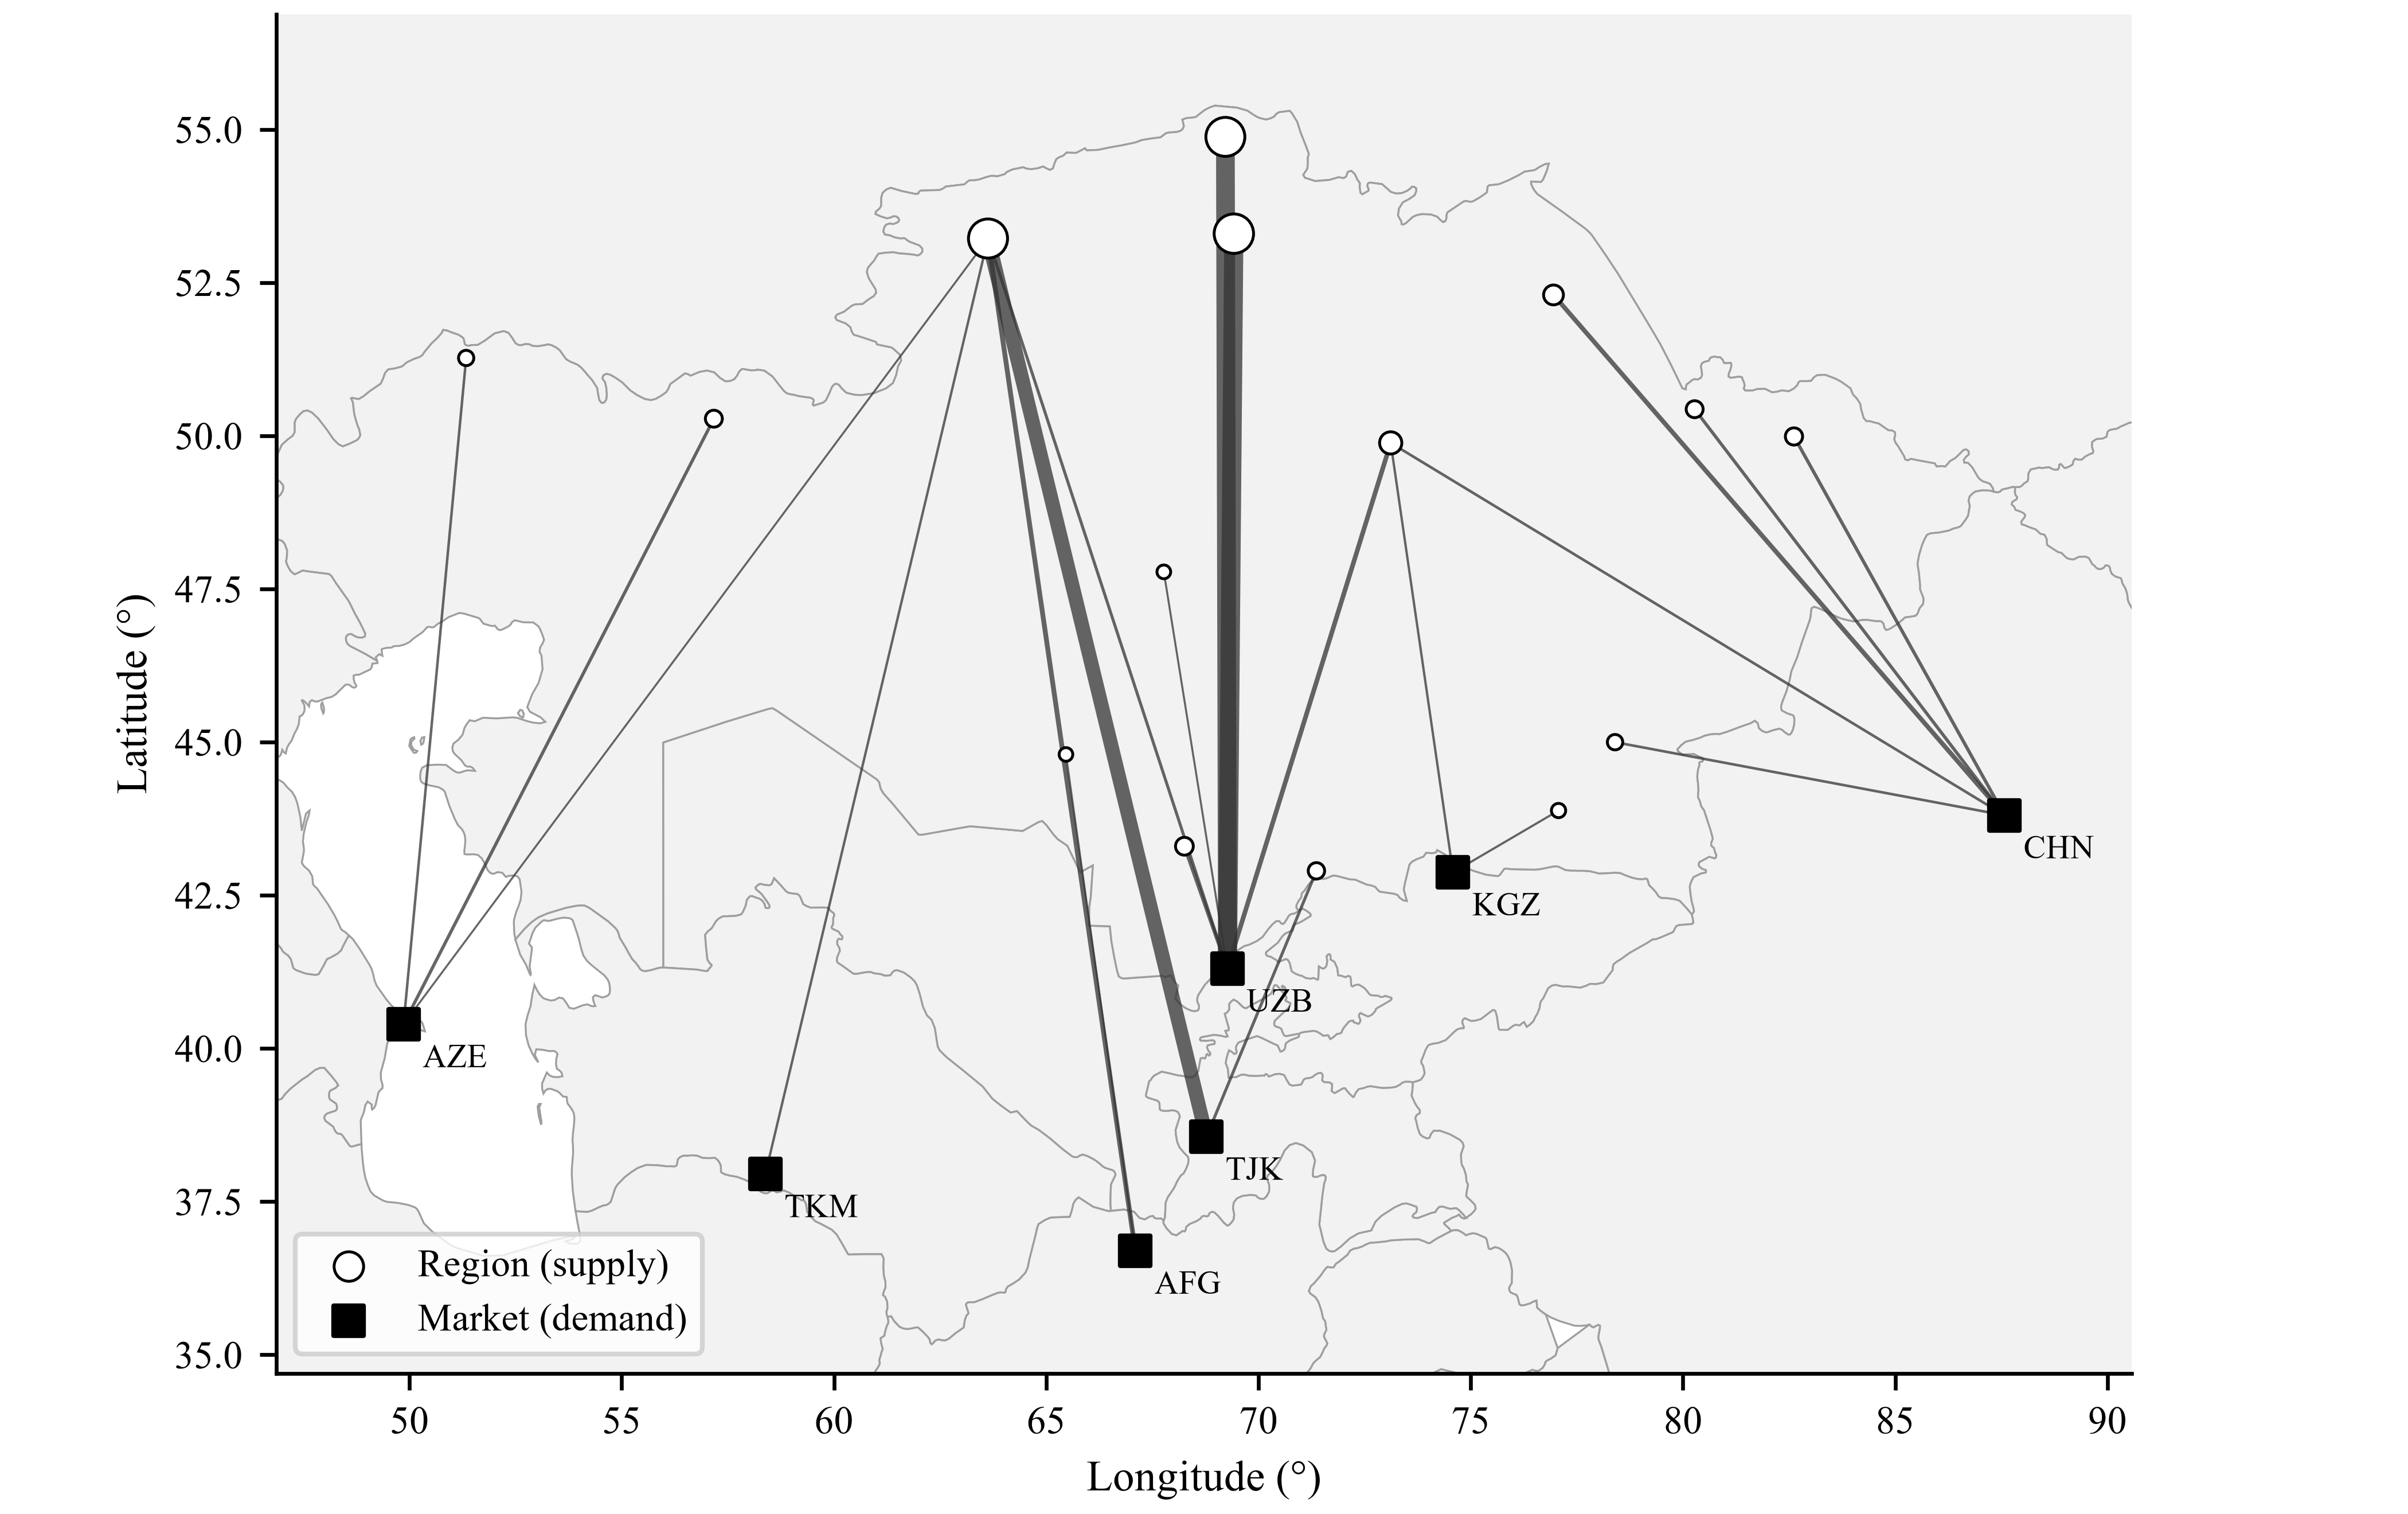 55.0
52.5
50.0
47.5
45.0
42.5
40.0
37.5
35.0
Latitude (°)
CHN
KGZ
UZB
AZE
TJK
TKM
AFG
Region (supply)
Market (demand)
50 55 60 65 70 75 80 85 90
Longitude (°)